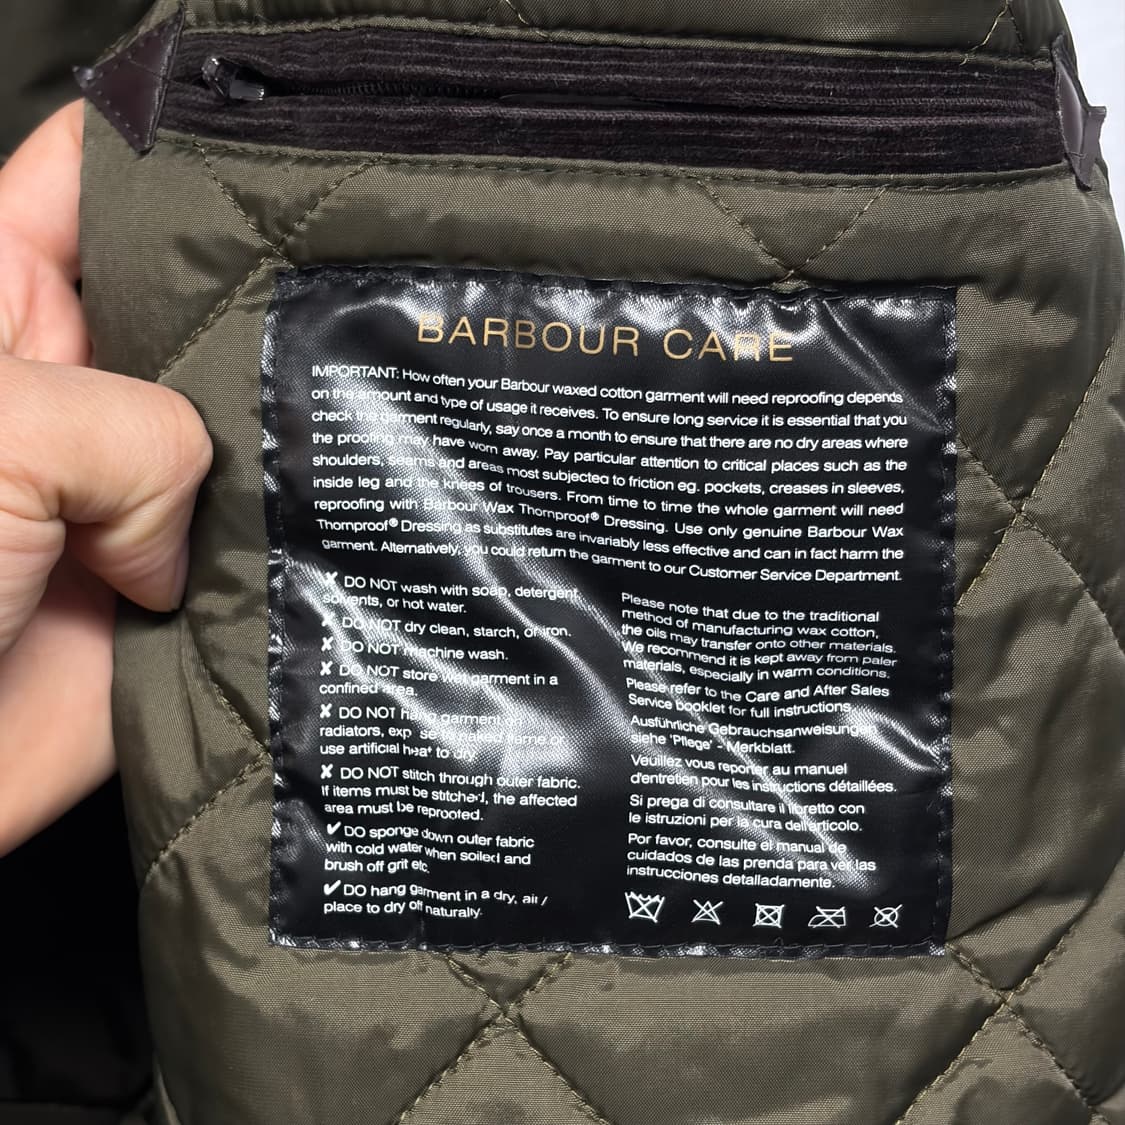 BARBOUR CARE
IMPORTANT: How often your Barbour waxed cotton garment will need reproofing depends
on the amount and type of usage it receives. To ensure long service it is essential that you
check the garment regularly, say once a month to ensure that there are no dry areas where
the proofing may have worn away. Pay particular attention to critical places such as the
shoulders, seams and areas most subjected to friction eg. pockets, creases in sleeves,
inside leg and the knees of trousers. From time to time the whole garment will need
reproofing with Barbour Wax Thornproof® Dressing. Use only genuine Barbour Wax
Thornproof® Dressing as substitutes are invariably less effective and can in fact harm the
garment. Alternatively, you could return the garment to our Customer Service Department.
✘ DO NOT wash with soap, detergent,
solvents, or hot water.
✘ DO NOT dry clean, starch, or iron.
✘ DO NOT machine wash.
✘ DO NOT store wet garment in a
confined area.
✘ DO NOT hang garment on
radiators, expose to naked flame or
use artificial heat to dry
✘ DO NOT stitch through outer fabric.
If items must be stitched, the affected
area must be reproofed.
✔ DO sponge down outer fabric
with cold water when soiled and
brush off grit etc.
✔ DO hang garment in a dry, airy
place to dry off naturally.
Please note that due to the traditional
method of manufacturing wax cotton,
the oils may transfer onto other materials.
We recommend it is kept away from paler
materials, especially in warm conditions.
Please refer to the Care and After Sales
Service booklet for full instructions.
Ausführliche Gebrauchsanweisungen
siehe 'Pflege' - Merkblatt.
Veuillez vous reporter au manuel
d'entretien pour les instructions détaillées.
Si prega di consultare il libretto con
le istruzioni per la cura dell'articolo.
Por favor, consulte el manual de
cuidados de las prenda para ver las
instrucciones detalladamente.